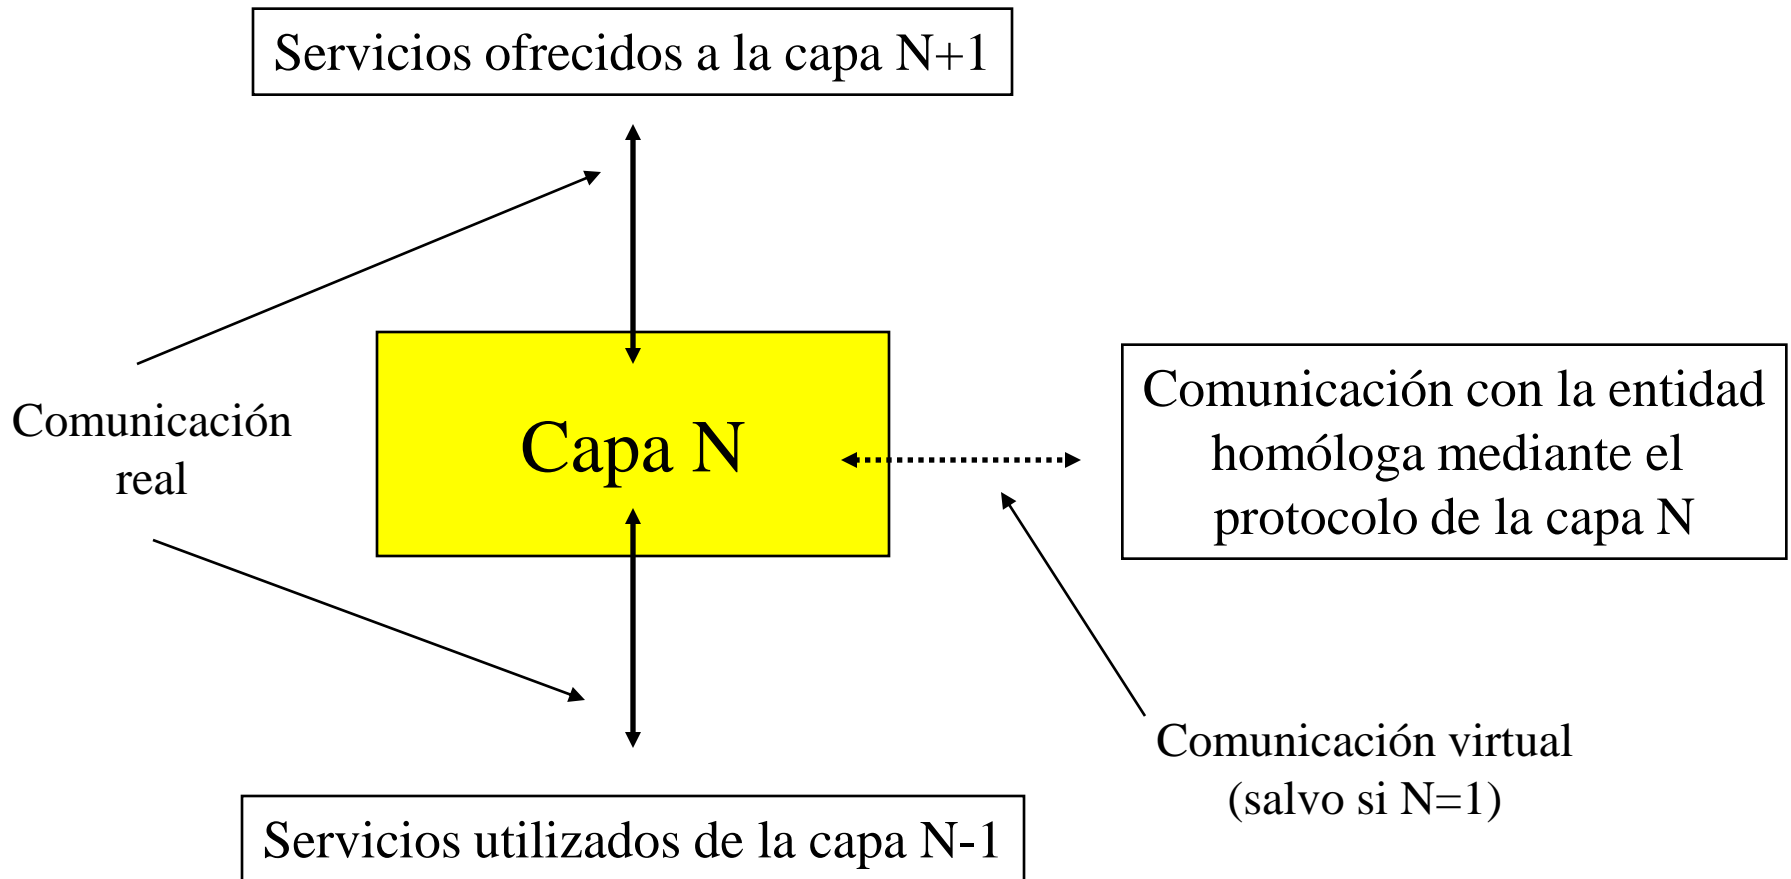 Servicios ofrecidos a la capa N+1
Comunicación
real
Capa N
Comunicación con la entidad
homóloga mediante el
protocolo de la capa N
Comunicación virtual
(salvo si N=1)
Servicios utilizados de la capa N-1